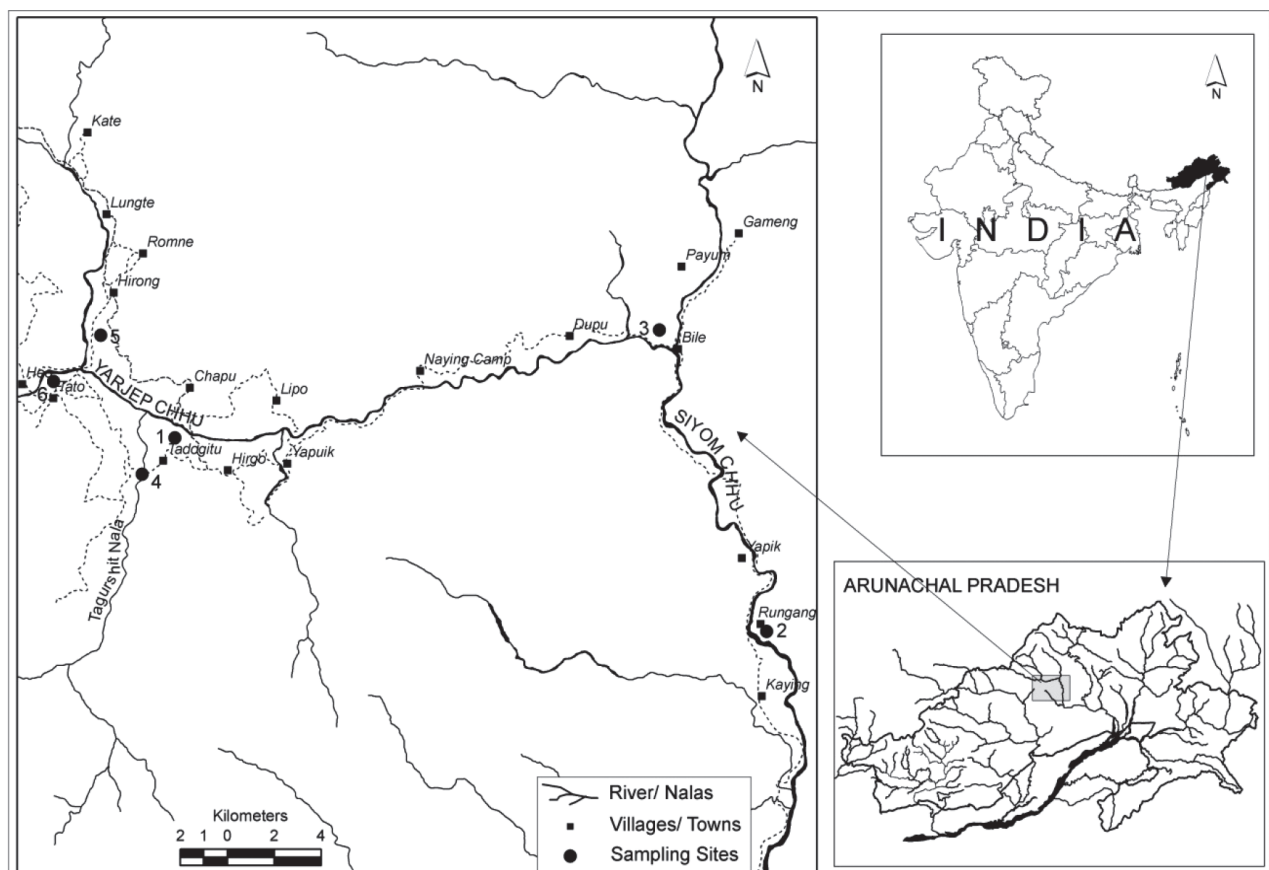 N
Kate
Lungte
Romne
Hirong
5
Tato
6
YARJEP CHHU
Chapu
Lipo
1
Tadogitu
Hirgo
Yapuik
4
Tagurshit Nala
Naying Camp
Dupu
3
Bile
Payum
Gameng
SIYOM CHHU
Yapik
Rungang
2
Kaying
Kilometers
2 1 0 2 4
River/ Nalas
Villages/ Towns
Sampling Sites
N
INDIA
ARUNACHAL PRADESH